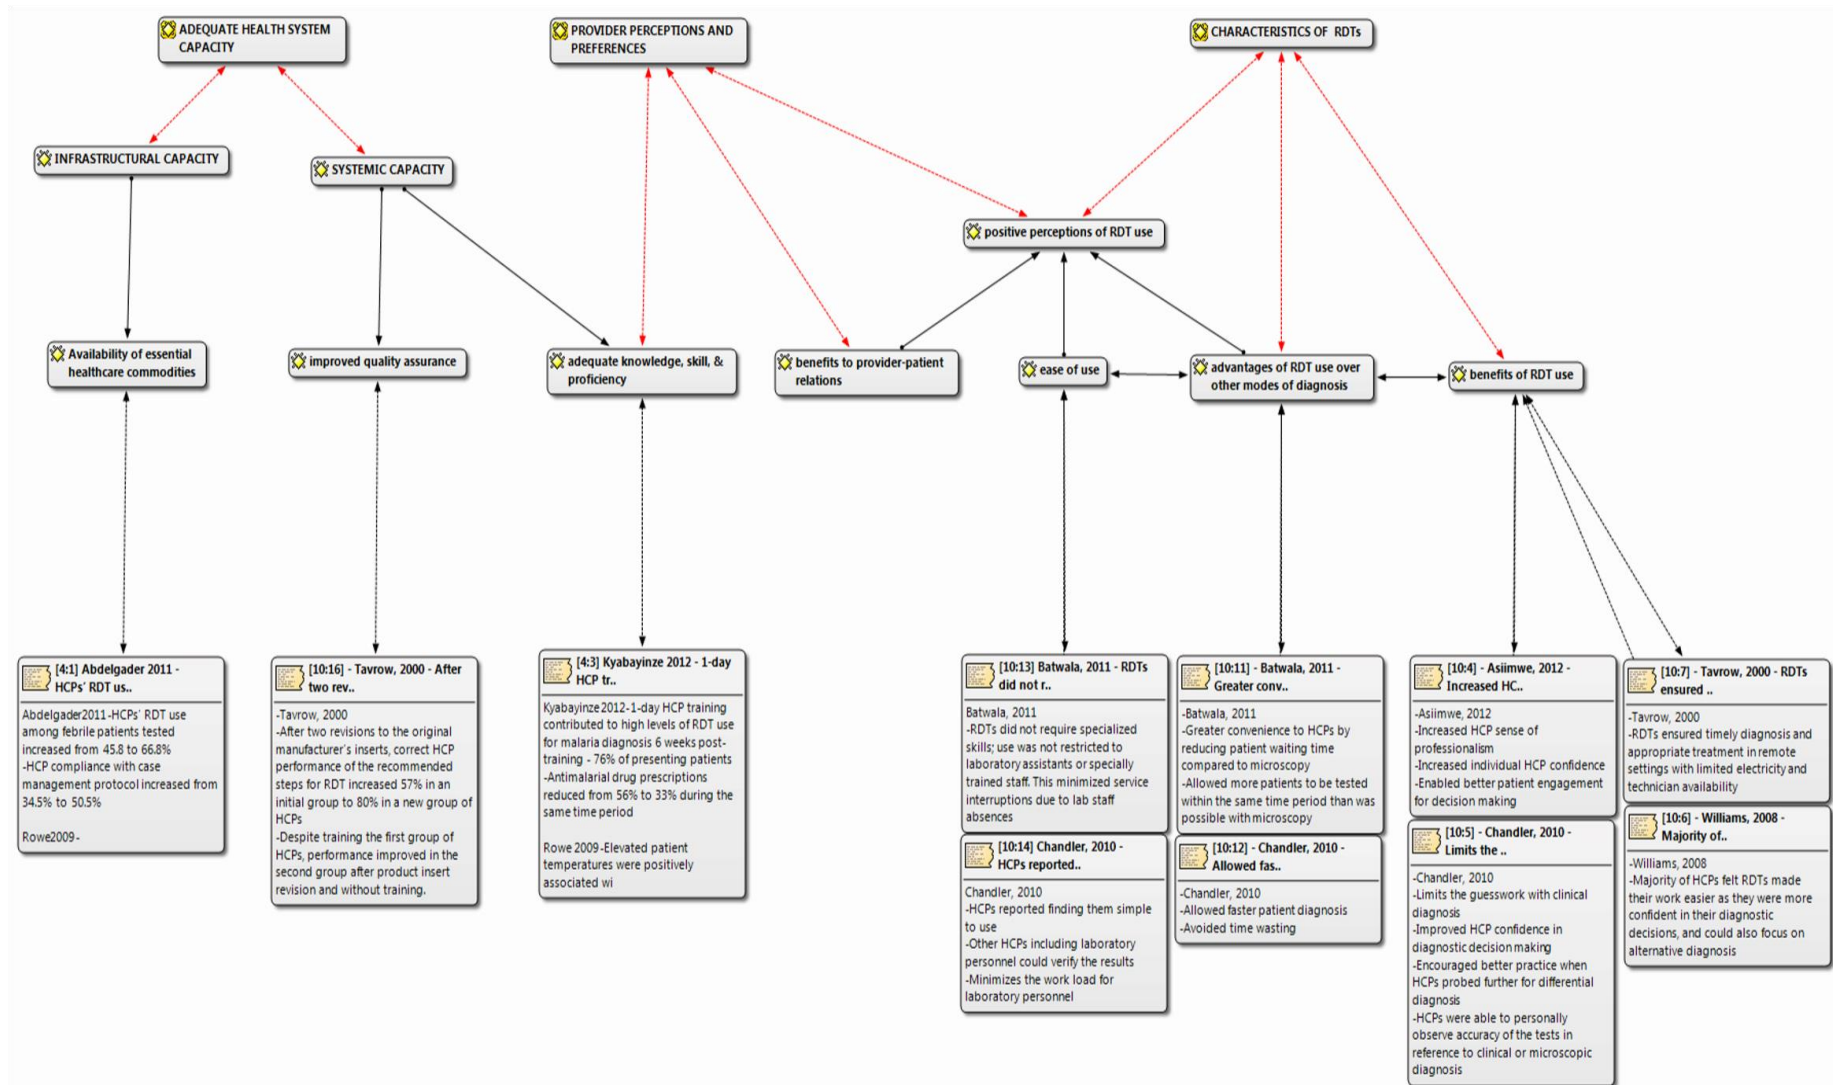 ADEQUATE HEALTH SYSTEM
CAPACITY
PROVIDER PERCEPTIONS AND
PREFERENCES
CHARACTERISTICS OF RDTs
INFRASTRUCTURAL CAPACITY
SYSTEMIC CAPACITY
positive perceptions of RDT use
Availability of essential
healthcare commodities
improved quality assurance
adequate knowledge, skill, &
proficiency
benefits to provider-patient
relations
ease of use
advantages of RDT use over
other modes of diagnosis
benefits of RDT use
[4:1] Abdelgader 2011 -
HCPs' RDT us..
Abdelgader2011-HCPs' RDT use
among febrile patients tested
increased from 45.8 to 66.8%
-HCP compliance with case
management protocol increased from
34.5% to 50.5%
Rowe2009-
[10:16] - Tavrow, 2000 - After
two rev..
-Tavrow, 2000
-After two revisions to the original
manufacturer's inserts, correct HCP
performance of the recommended
steps for RDT increased 57% in an
initial group to 80% in a new group of
HCPs
-Despite training the first group of
HCPs, performance improved in the
second group after product insert
revision and without training.
[4:3] Kyabayinze 2012 - 1-day
HCP tr..
Kyabayinze 2012-1-day HCP training
contributed to high levels of RDT use
for malaria diagnosis 6 weeks post-
training - 76% of presenting patients
-Antimalarial drug prescriptions
reduced from 56% to 33% during the
same time period
Rowe 2009-Elevated patient
temperatures were positively
associated wi
[10:13] Batwala, 2011 - RDTs
did not r..
Batwala, 2011
-RDTs did not require specialized
skills; use was not restricted to
laboratory assistants or specially
trained staff. This minimized service
interruptions due to lab staff
absences
[10:14] Chandler, 2010 -
HCPs reported..
Chandler, 2010
-HCPs reported finding them simple
to use
-Other HCPs including laboratory
personnel could verify the results
-Minimizes the work load for
laboratory personnel
[10:11] - Batwala, 2011 -
Greater conv..
-Batwala, 2011
-Greater convenience to HCPs by
reducing patient waiting time
compared to microscopy
-Allowed more patients to be tested
within the same time period than was
possible with microscopy
[10:12] - Chandler, 2010 -
Allowed fas..
-Chandler, 2010
-Allowed faster patient diagnosis
-Avoided time wasting
[10:4] - Asiimwe, 2012 -
Increased HC..
-Asiimwe, 2012
-Increased HCP sense of
professionalism
-Increased individual HCP confidence
-Enabled better patient engagement
for decision making
[10:5] - Chandler, 2010 -
Limits the ..
-Chandler, 2010
-Limits the guesswork with clinical
diagnosis
-Improved HCP confidence in
diagnostic decision making
-Encouraged better practice when
HCPs probed further for differential
diagnosis
-HCPs were able to personally
observe accuracy of the tests in
reference to clinical or microscopic
diagnosis
[10:7] - Tavrow, 2000 - RDTs
ensured ..
-Tavrow, 2000
-RDTs ensured timely diagnosis and
appropriate treatment in remote
settings with limited electricity and
technician availability
[10:6] - Williams, 2008 -
Majority of..
-Williams, 2008
-Majority of HCPs felt RDTs made
their work easier as they were more
confident in their diagnostic
decisions, and could also focus on
alternative diagnosis